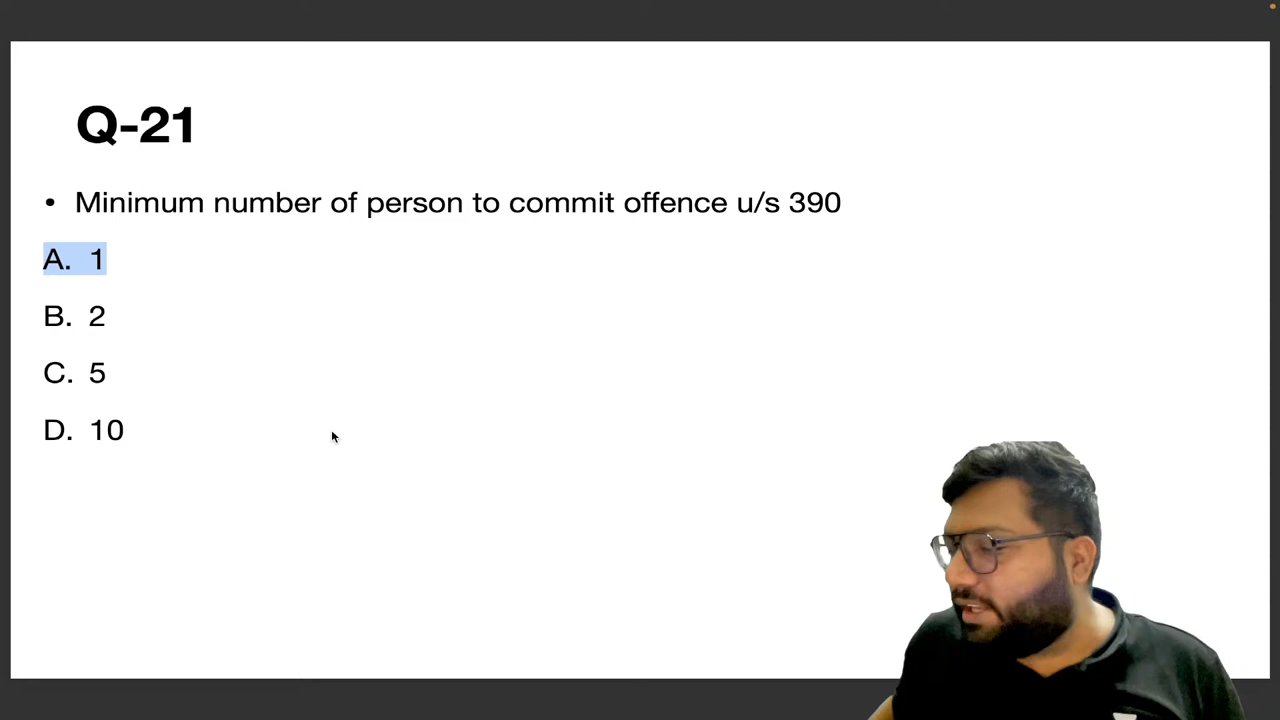 Q-21
• Minimum number of person to commit offence u/s 390
A. 1
B. 2
C. 5
D. 10